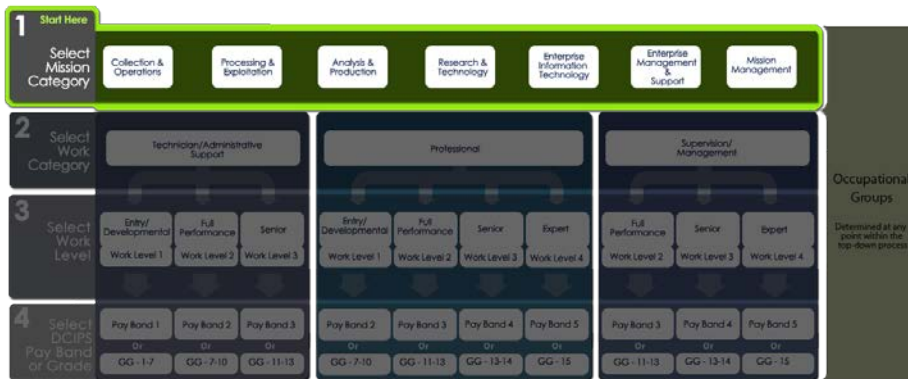 1 Start Here
Select
Mission
Category
Collection &
Operations
Processing &
Exploitation
Analysis &
Production
Research &
Technology
Enterprise
Information
Technology
Enterprise
Management
&
Support
Mission
Management
2
Select
Work
Category
Technician/Administrative
Support
Professional
Supervision/
Management
3
Select
Work
Level
Entry/
Developmental
Full
Performance
Senior
Entry/
Developmental
Full
Performance
Senior
Expert
Full
Performance
Senior
Expert
Work Level 1
Work Level 2
Work Level 3
Work Level 1
Work Level 2
Work Level 3
Work Level 4
Work Level 2
Work Level 3
Work Level 4
4
Select
DCIPS
Pay Band
or Grade
Pay Band 1
Pay Band 2
Pay Band 3
Pay Band 2
Pay Band 3
Pay Band 4
Pay Band 5
Pay Band 3
Pay Band 4
Pay Band 5
Or
Or
Or
Or
Or
Or
Or
Or
Or
Or
GG - 1-7
GG - 7-10
GG - 11-13
GG - 7-10
GG - 11-13
GG - 13-14
GG - 15
GG - 11-13
GG - 13-14
GG - 15
Occupational
Groups
Determined at any
point within the
top-down process